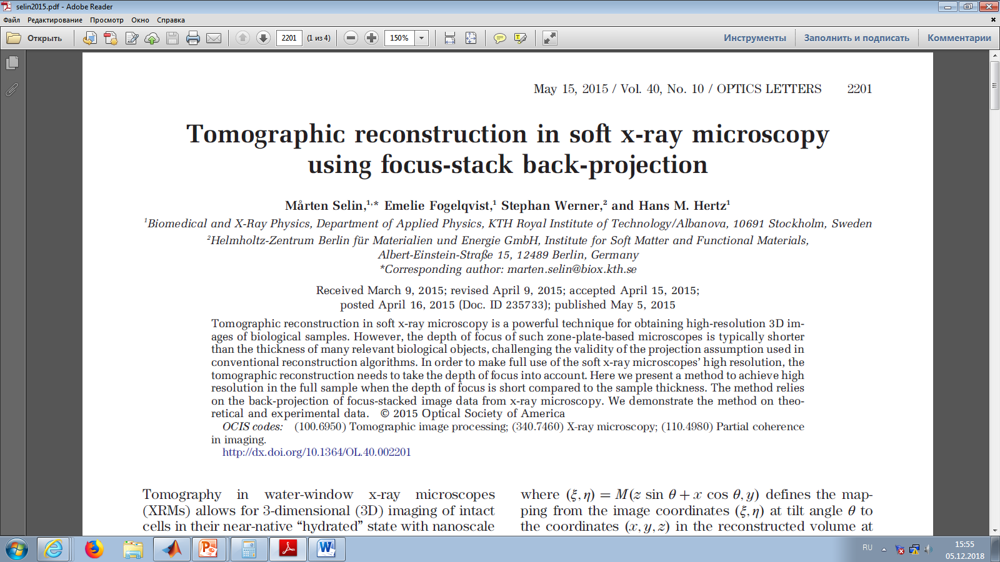 selin2015.pdf - Adobe Reader
Файл Редактирование Просмотр Окно Справка
Открыть 2201 (1 из 4) 150% Инструменты Заполнить и подписать Комментарии
May 15, 2015 / Vol. 40, No. 10 / OPTICS LETTERS 2201
Tomographic reconstruction in soft x-ray microscopy
using focus-stack back-projection
Mårten Selin,¹,* Emelie Fogelqvist,¹ Stephan Werner,² and Hans M. Hertz¹
¹Biomedical and X-Ray Physics, Department of Applied Physics, KTH Royal Institute of Technology/Albanova, 10691 Stockholm, Sweden
²Helmholtz-Zentrum Berlin für Materialien und Energie GmbH, Institute for Soft Matter and Functional Materials,
Albert-Einstein-Straße 15, 12489 Berlin, Germany
*Corresponding author: marten.selin@biox.kth.se
Received March 9, 2015; revised April 9, 2015; accepted April 15, 2015;
posted April 16, 2015 (Doc. ID 235733); published May 5, 2015
Tomographic reconstruction in soft x-ray microscopy is a powerful technique for obtaining high-resolution 3D im-
ages of biological samples. However, the depth of focus of such zone-plate-based microscopes is typically shorter
than the thickness of many relevant biological objects, challenging the validity of the projection assumption used in
conventional reconstruction algorithms. In order to make full use of the soft x-ray microscopes' high resolution, the
tomographic reconstruction needs to take the depth of focus into account. Here we present a method to achieve high
resolution in the full sample when the depth of focus is short compared to the sample thickness. The method relies
on the back-projection of focus-stacked image data from x-ray microscopy. We demonstrate the method on theo-
retical and experimental data. © 2015 Optical Society of America
OCIS codes: (100.6950) Tomographic image processing; (340.7460) X-ray microscopy; (110.4980) Partial coherence
in imaging.
http://dx.doi.org/10.1364/OL.40.002201
Tomography in water-window x-ray microscopes
(XRMs) allows for 3-dimensional (3D) imaging of intact
cells in their near-native “hydrated” state with nanoscale
where (ξ, η) = M(z sin θ + x cos θ, y) defines the map-
ping from the image coordinates (ξ, η) at tilt angle θ to
the coordinates (x, y, z) in the reconstructed volume at
RU 15:55
05.12.2018